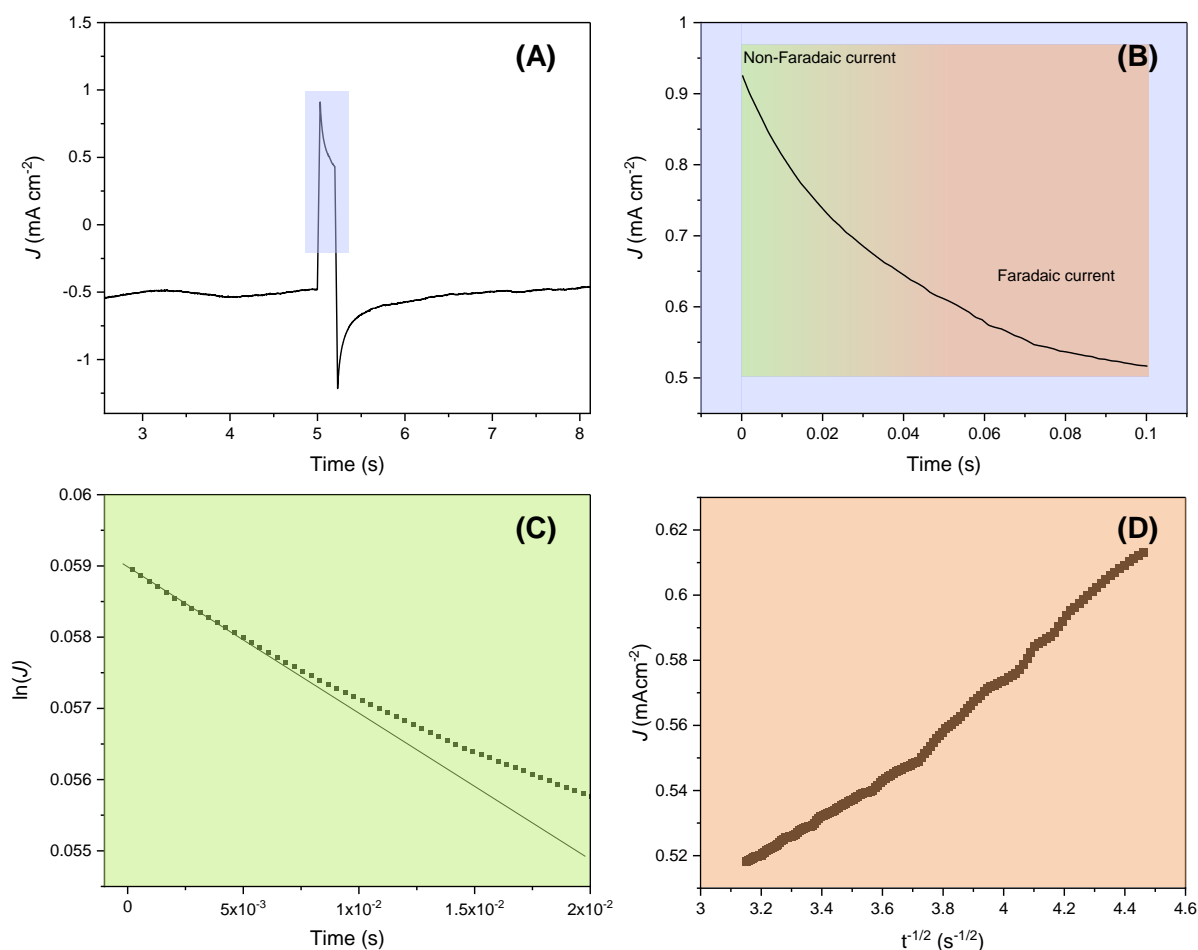 (A)
1.5
1
0.5
0
-0.5
-1
J (mA cm-2)
3 4 5 6 7 8
Time (s)
(B)
Non-Faradaic current
Faradaic current
1
0.9
0.8
0.7
0.6
0.5
J (mA cm-2)
0 0.02 0.04 0.06 0.08 0.1
Time (s)
(C)
0.06
0.059
0.058
0.057
0.056
0.055
ln(J)
0 5x10-3 1x10-2 1.5x10-2 2x10-2
Time (s)
(D)
0.62
0.6
0.58
0.56
0.54
0.52
J (mAcm-2)
3 3.2 3.4 3.6 3.8 4 4.2 4.4 4.6
t-1/2 (s-1/2)